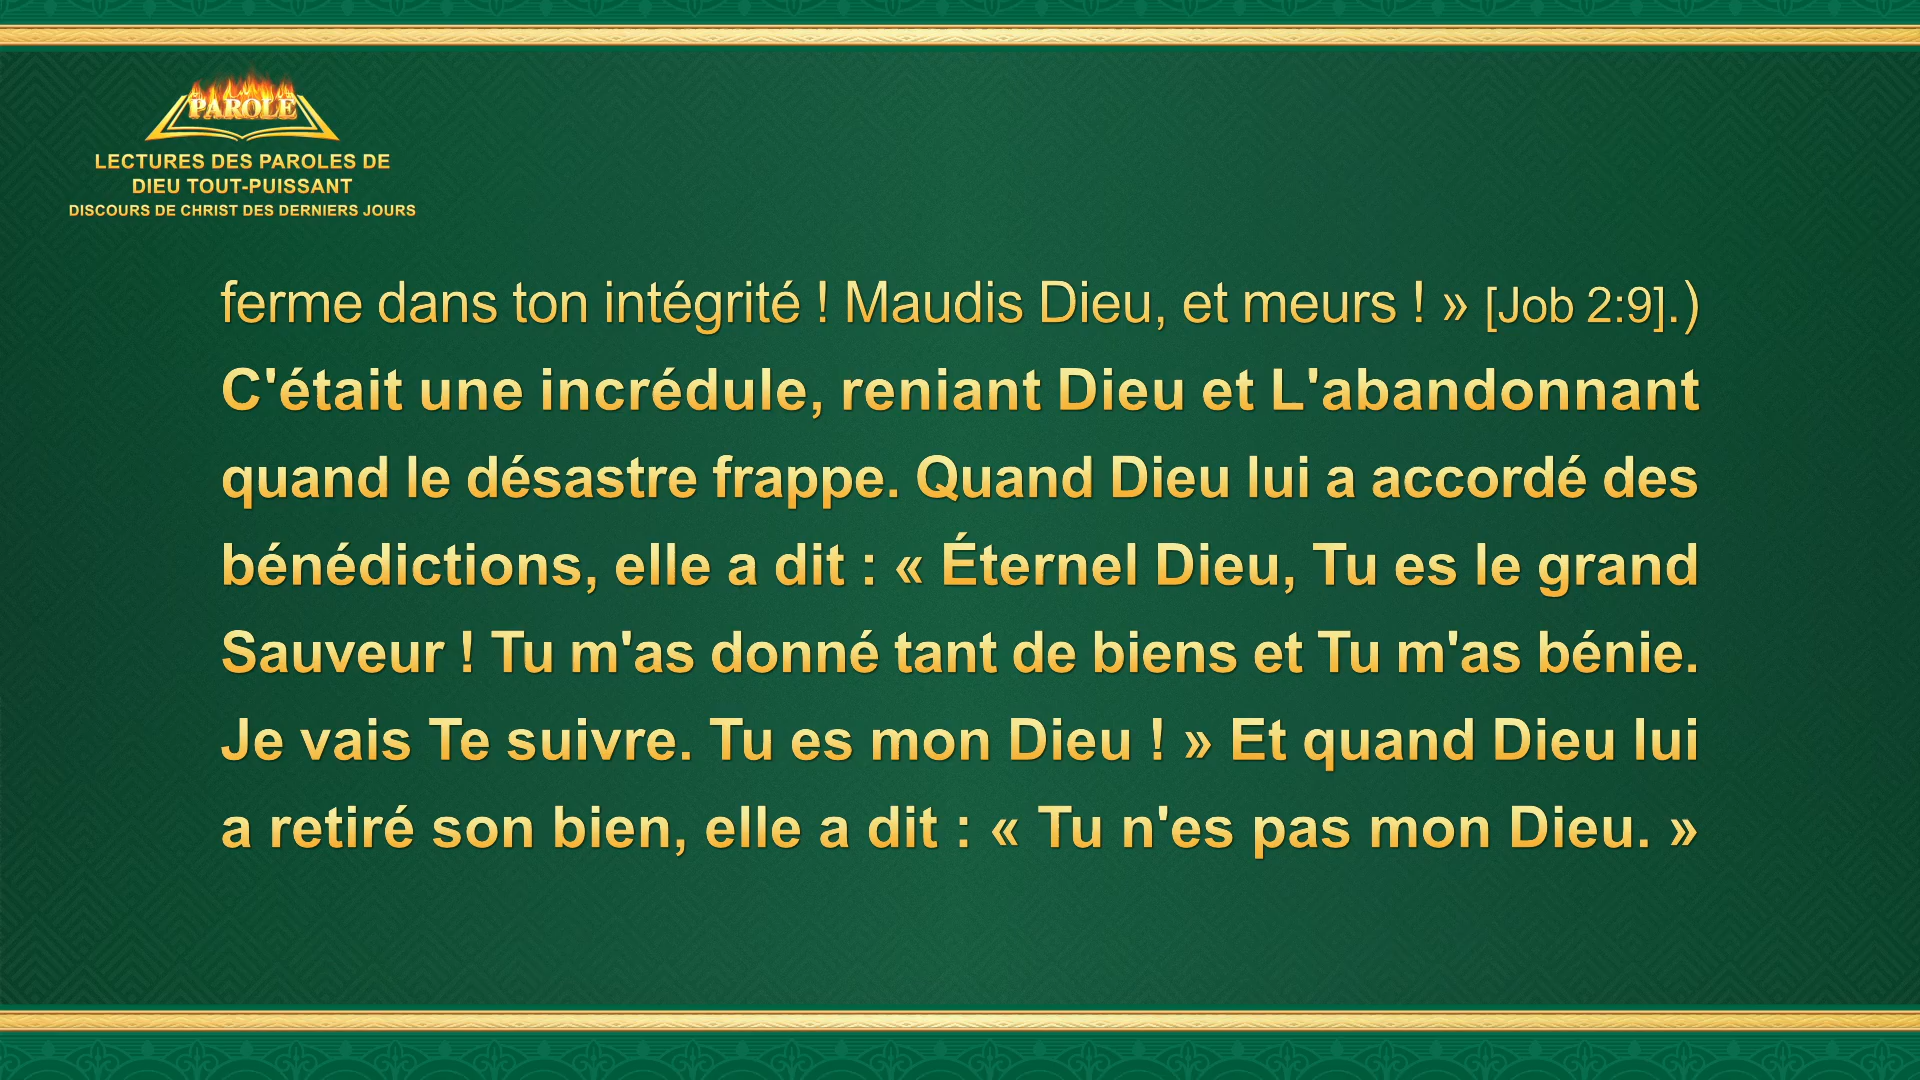 PAROLE
LECTURES DES PAROLES DE
DIEU TOUT-PUISSANT
DISCOURS DE CHRIST DES DERNIERS JOURS
ferme dans ton intégrité ! Maudis Dieu, et meurs ! » [Job 2:9].)
C'était une incrédule, reniant Dieu et L'abandonnant
quand le désastre frappe. Quand Dieu lui a accordé des
bénédictions, elle a dit : « Éternel Dieu, Tu es le grand
Sauveur ! Tu m'as donné tant de biens et Tu m'as bénie.
Je vais Te suivre. Tu es mon Dieu ! » Et quand Dieu lui
a retiré son bien, elle a dit : « Tu n'es pas mon Dieu. »